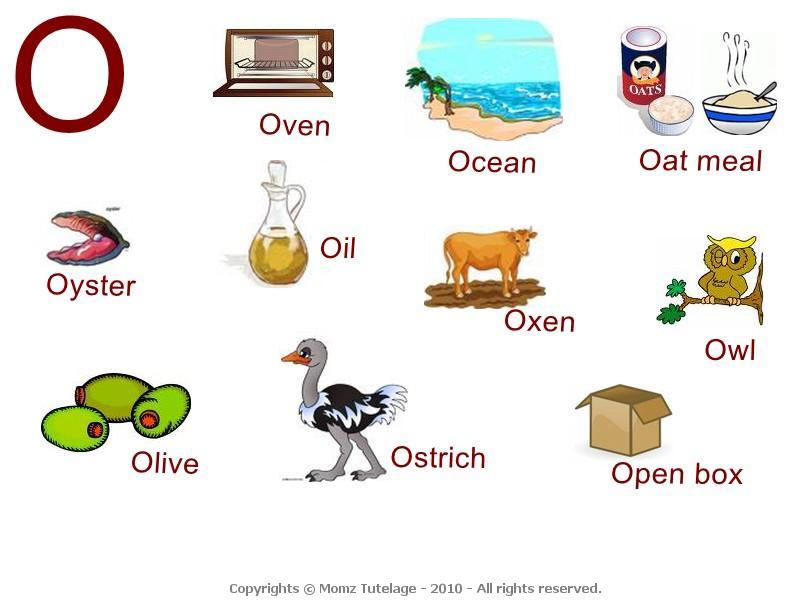 O
Oven
Ocean
OATS
Oat meal
oyster
Oyster
Oil
Oxen
Owl
Olive
Ostrich
Open box
Copyrights © Momz Tutelage - 2010 - All rights reserved.